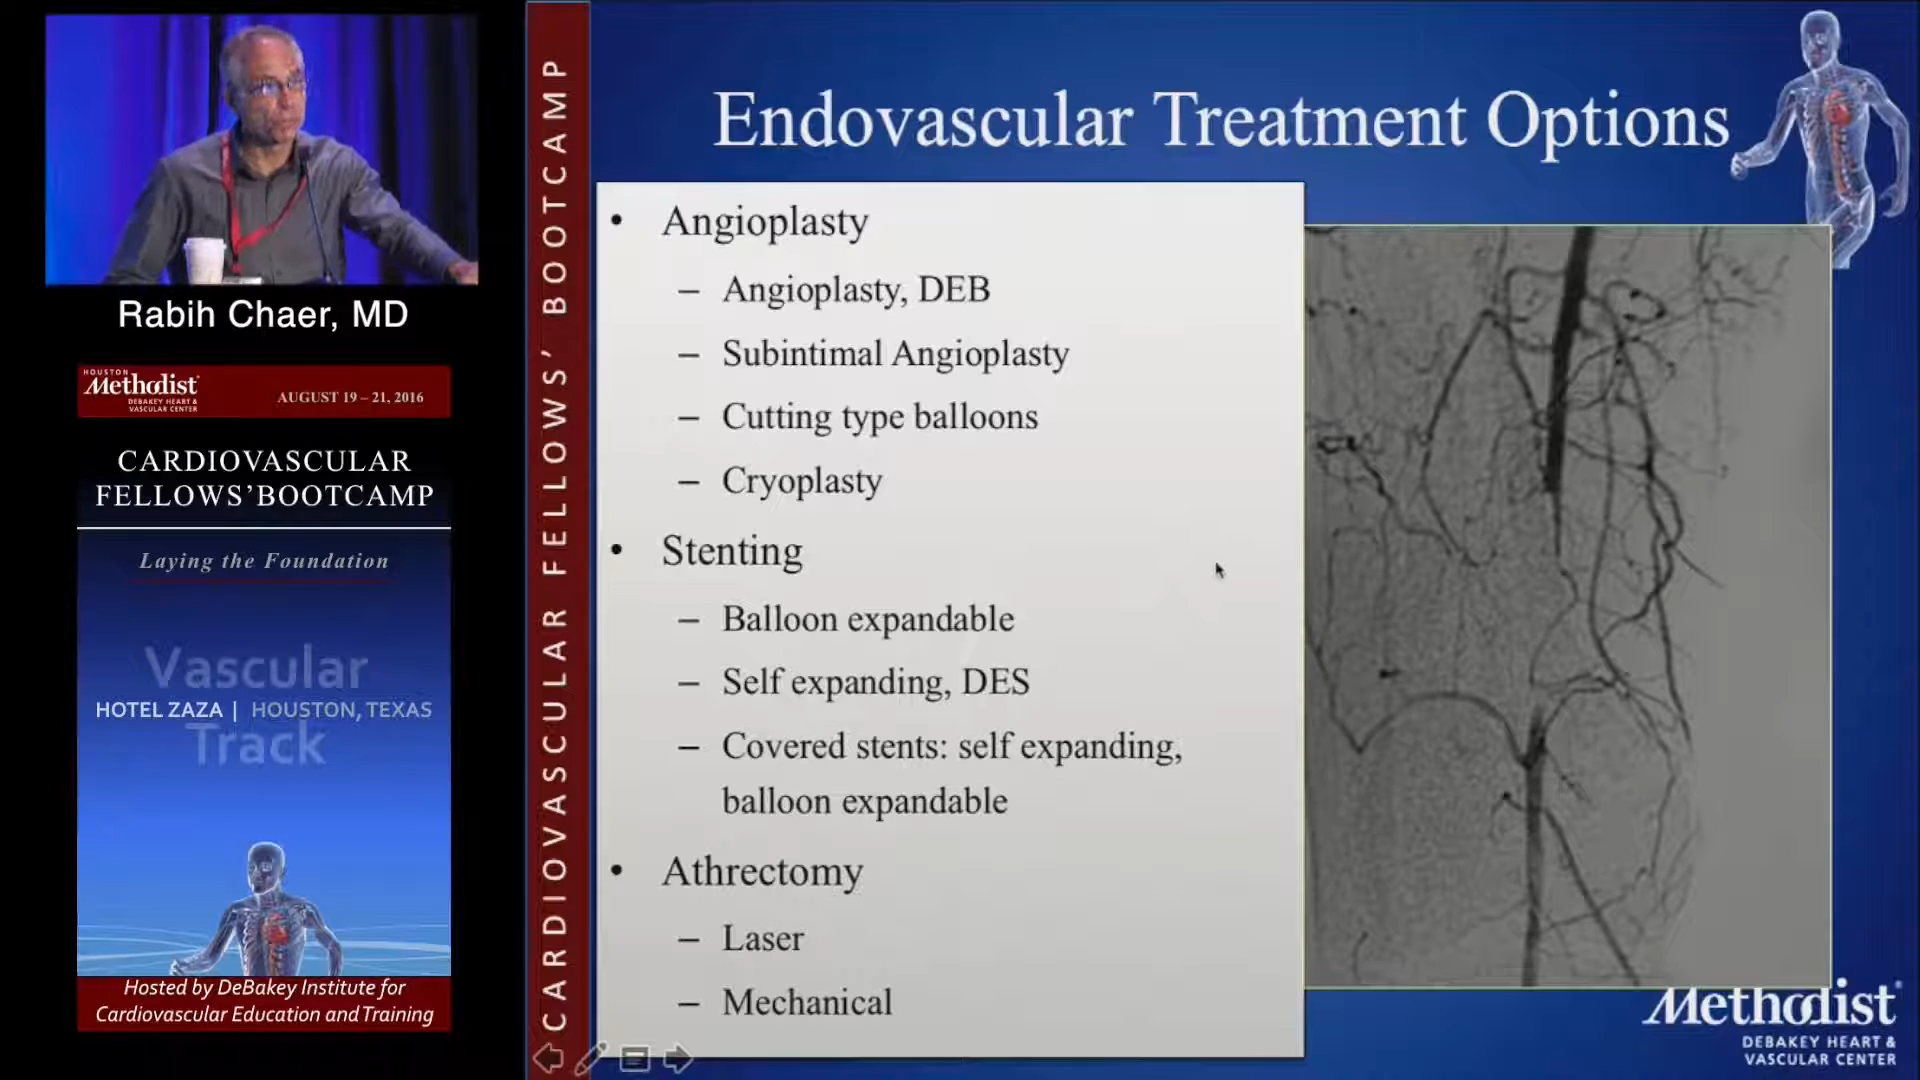 Rabih Chaer, MD
HOUSTON
Methodist
DEBAKEY HEART &
VASCULAR CENTER
AUGUST 19 – 21, 2016
CARDIOVASCULAR
FELLOWS'BOOTCAMP
Laying the Foundation
Vascular
HOTEL ZAZA | HOUSTON, TEXAS
Track
Hosted by DeBakey Institute for
Cardiovascular Education and Training
CARDIOVASCULAR FELLOWS' BOOTCAMP
Endovascular Treatment Options
• Angioplasty
– Angioplasty, DEB
– Subintimal Angioplasty
– Cutting type balloons
– Cryoplasty
• Stenting
– Balloon expandable
– Self expanding, DES
– Covered stents: self expanding,
balloon expandable
• Athrectomy
– Laser
– Mechanical
Methodist
DEBAKEY HEART &
VASCULAR CENTER